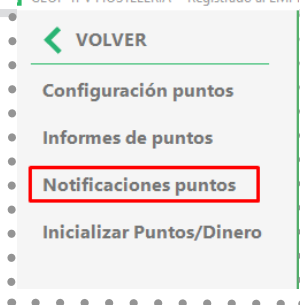 VOLVER
Configuración puntos
Informes de puntos
Notificaciones puntos
Inicializar Puntos/Dinero